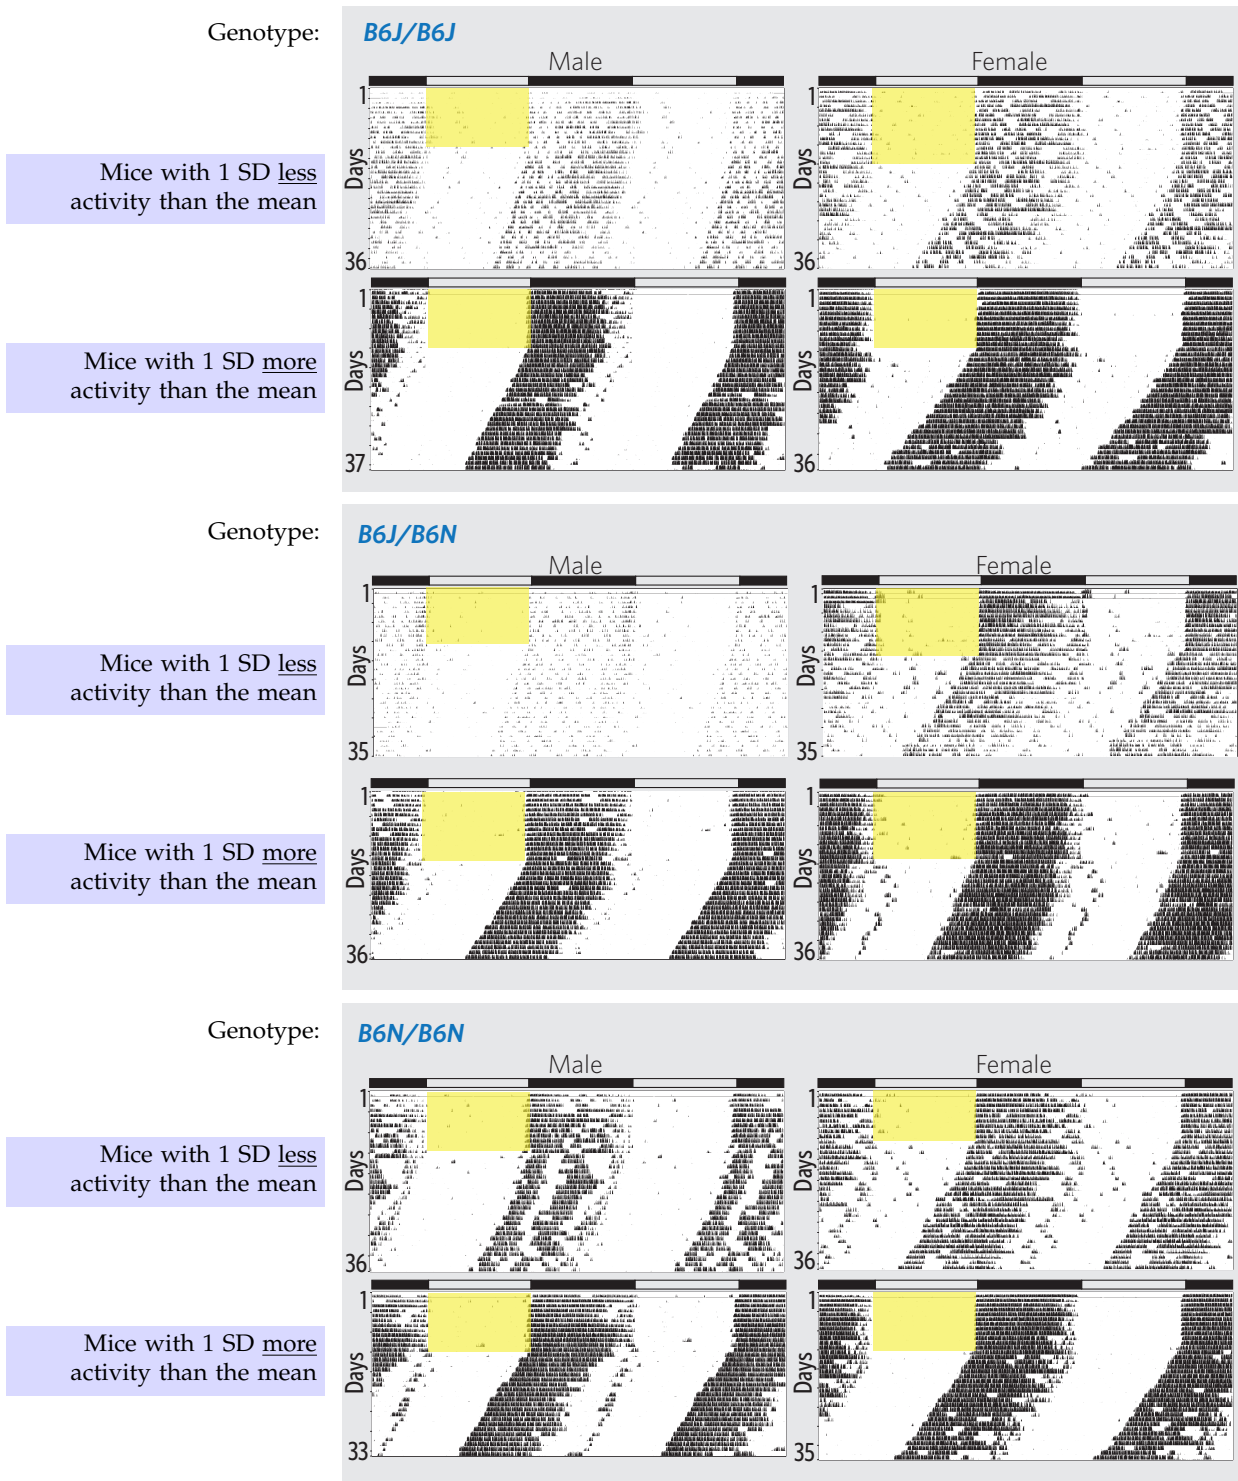 Genotype:
B6J/B6J
Male
Female
Mice with 1 SD less
activity than the mean
1
Days
36
1
Days
36
Mice with 1 SD more
activity than the mean
1
Days
37
1
Days
36
Genotype:
B6J/B6N
Male
Female
Mice with 1 SD less
activity than the mean
1
Days
35
1
Days
35
Mice with 1 SD more
activity than the mean
1
Days
36
1
Days
36
Genotype:
B6N/B6N
Male
Female
Mice with 1 SD less
activity than the mean
1
Days
36
1
Days
36
Mice with 1 SD more
activity than the mean
1
Days
33
1
Days
35